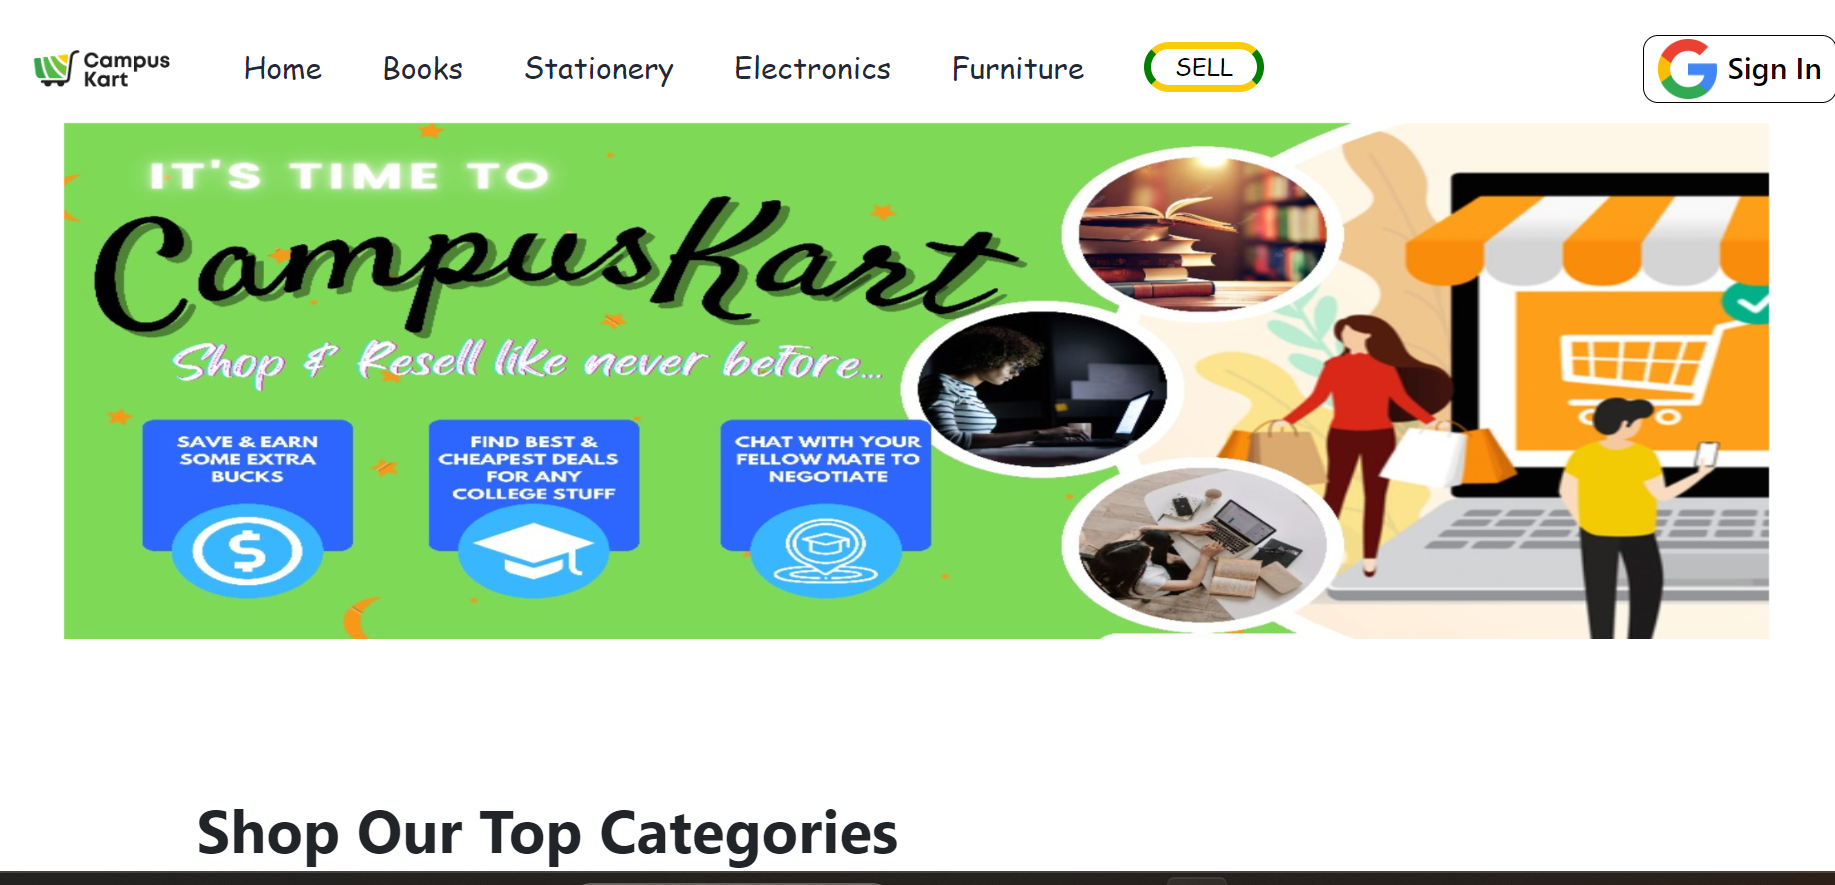 Campus
Kart
Home
Books
Stationery
Electronics
Furniture
SELL
Sign In
IT'S TIME TO
CampusKart
Shop & Resell like never before...
SAVE & EARN
SOME EXTRA
BUCKS
FIND BEST &
CHEAPEST DEALS
FOR ANY
COLLEGE STUFF
CHAT WITH YOUR
FELLOW MATE TO
NEGOTIATE
Shop Our Top Categories